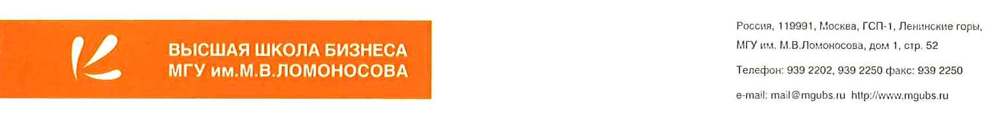 ВЫСШАЯ ШКОЛА БИЗНЕСА
МГУ им.М.В.ЛОМОНОСОВА
Россия, 119991, Москва, ГСП-1, Ленинские горы,
МГУ им. М.В.Ломоносова, дом 1, стр. 52
Телефон: 939 2202, 939 2250 факс: 939 2250
e-mail: mail@mgubs.ru http://www.mgubs.ru